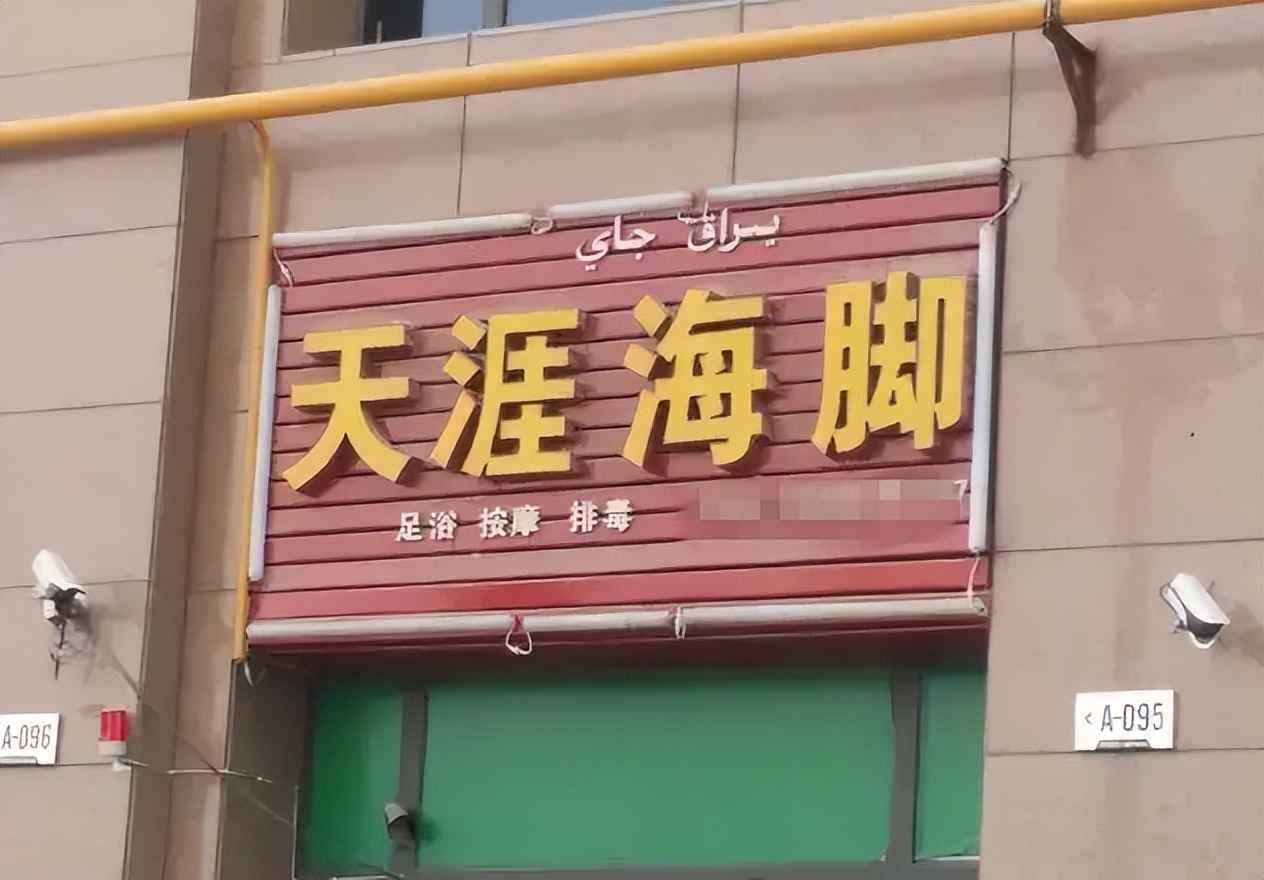 يىراق جاي
天涯海脚
足浴 按摩 排毒
A-096
< A-095